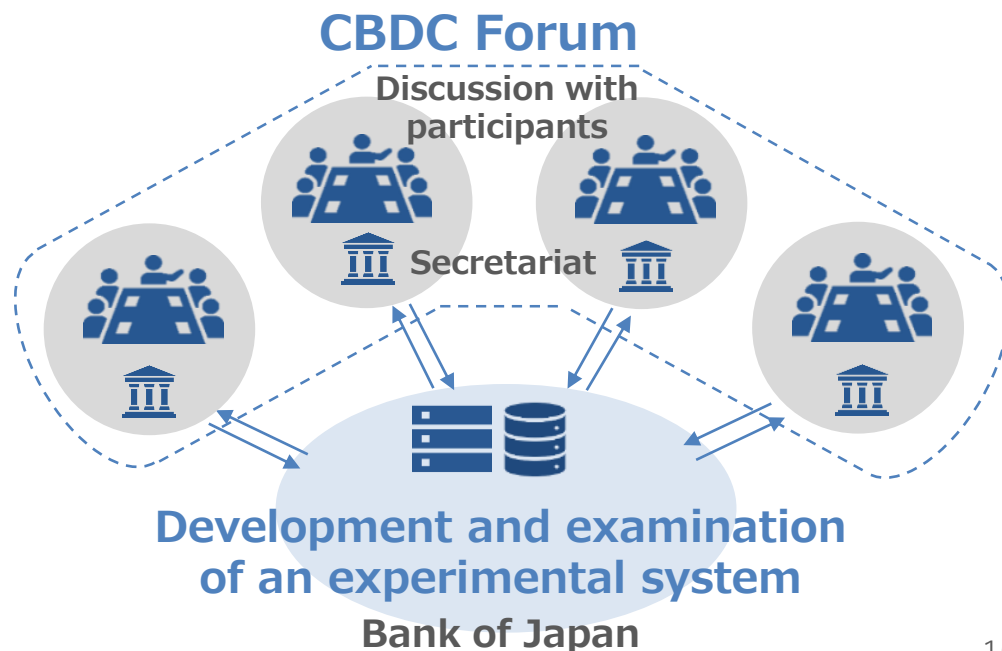 CBDC Forum
Discussion with
participants
Secretariat
Development and examination
of an experimental system
Bank of Japan
1